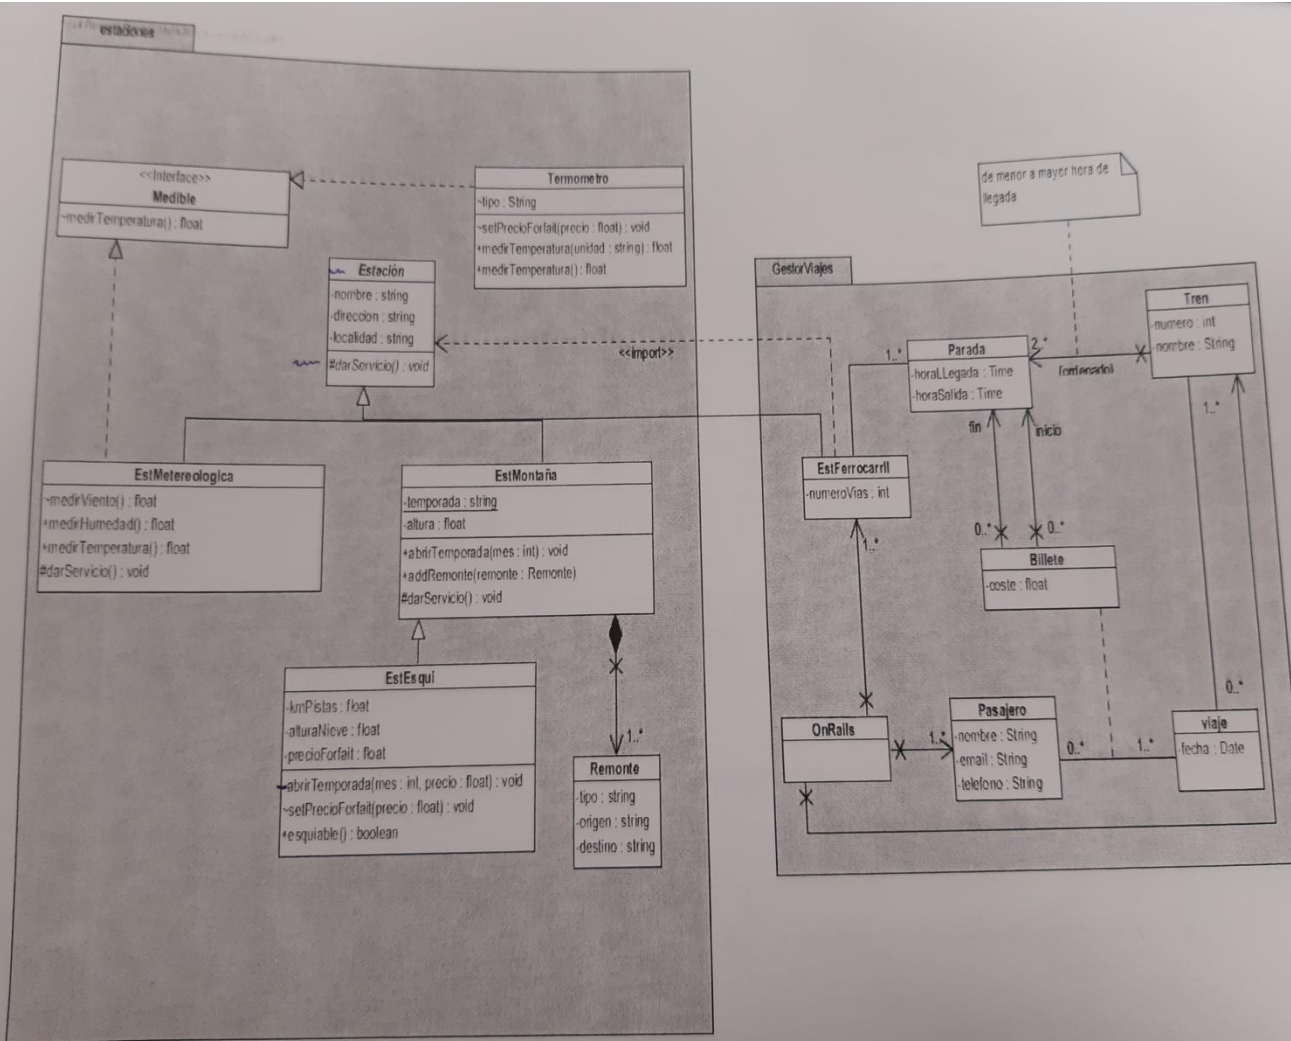 estaciones
<<Interface>>
Medible
~medirTemperatura() : float
Termometro
~tipo : String
~setPrecioForfait(precio : float) : void
+medirTemperatura(unidad : string) : float
+medirTemperatura() : float
Estación
-nombre : string
-direccion : string
-localidad : string
#darServicio() : void
<<import>>
EstMetereologica
~medirViento() : float
+medirHumedad() : float
+medirTemperatura() : float
#darServicio() : void
EstMontaña
-temporada : string
-altura : float
+abrirTemporada(mes : int) : void
+addRemonte(remonte : Remonte)
#darServicio() : void
EstEsqui
-kmPistas : float
-alturaNieve : float
-precioForfait : float
abrirTemporada(mes : int, precio : float) : void
~setPrecioForfait(precio : float) : void
+esquiable() : boolean
1..*
Remonte
-tipo : string
-origen : string
-destino : string
de menor a mayor hora de
llegada
GestorViajes
Tren
-numero : int
-nombre : String
1..*
Parada
-horaLLegada : Time
-horaSalida : Time
2..*
{ordenado}
1..*
fin
inicio
EstFerrocarril
-numeroVias : int
1..*
0..*
0..*
Billete
-coste : float
OnRails
1..*
Pasajero
-nombre : String
-email : String
-telefono : String
0..*
1..*
0..*
viaje
-fecha : Date